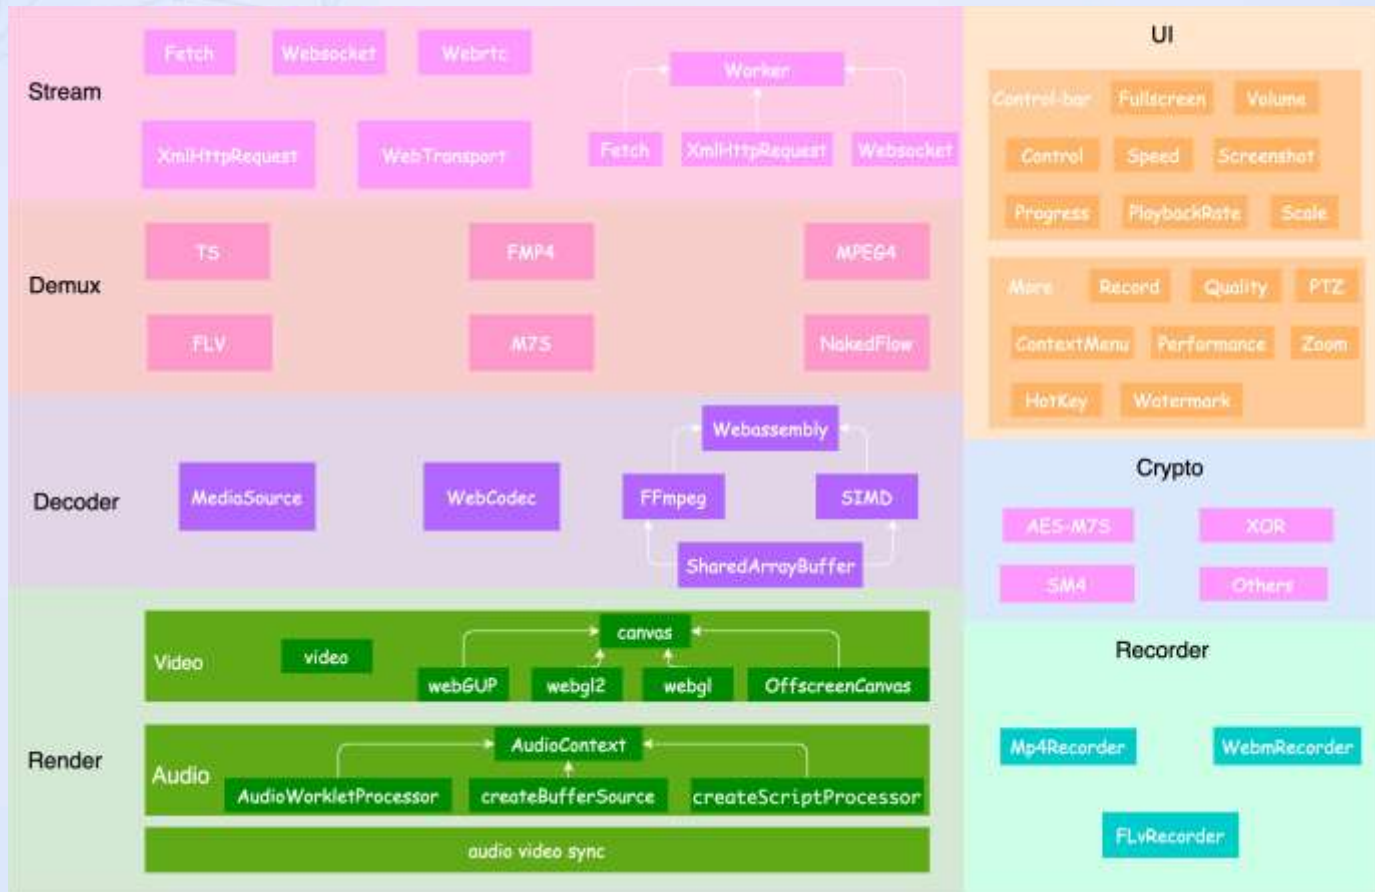 Stream
Fetch
Websocket
Webrtc
XmlHttpRequest
WebTransport
Worker
Fetch
XmlHttpRequest
Websocket
Demux
TS
FMP4
MPEG4
FLV
M7S
NakedFlow
Decoder
MediaSource
WebCodec
Webassembly
FFmpeg
SIMD
SharedArrayBuffer
Render
Video
video
canvas
webGUP
webgl2
webgl
OffscreenCanvas
Audio
AudioContext
AudioWorkletProcessor
createBufferSource
createScriptProcessor
audio video sync
UI
Control-bar
Fullscreen
Volume
Control
Speed
Screenshot
Progress
PlaybackRate
Scale
More
Record
Quality
PTZ
ContextMenu
Performance
Zoom
HotKey
Watermark
Crypto
AES-M7S
XOR
SM4
Others
Recorder
Mp4Recorder
WebmRecorder
FLvRecorder